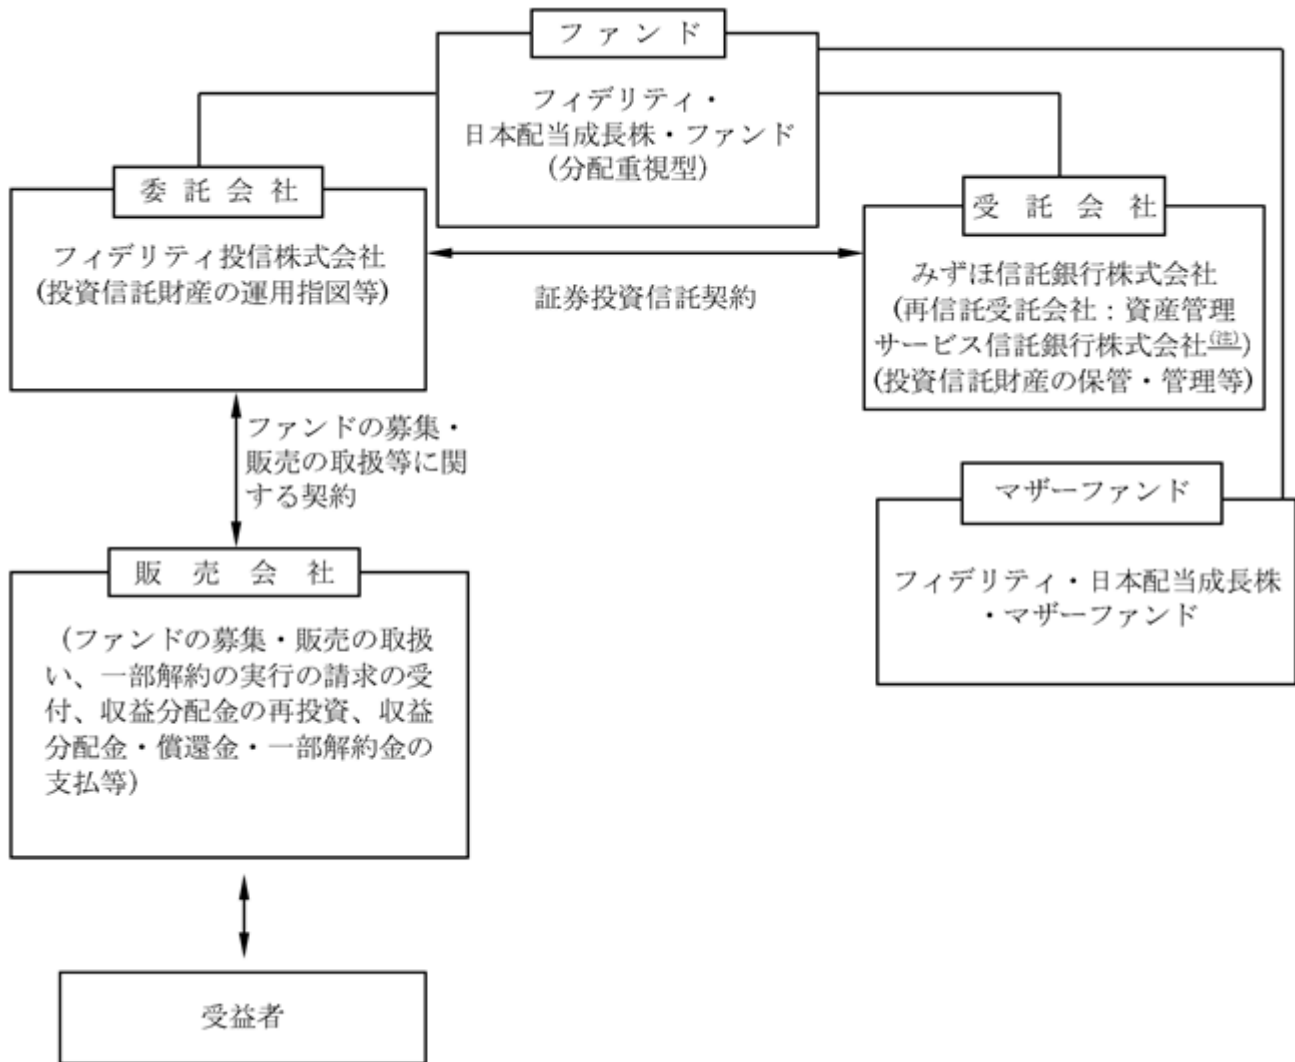 ファンド
フィデリティ・
日本配当成長株・ファンド
(分配重視型)
委託会社
フィデリティ投信株式会社
(投資信託財産の運用指図等)
証券投資信託契約
受託会社
みずほ信託銀行株式会社
(再信託受託会社：資産管理
サービス信託銀行株式会社(注))
(投資信託財産の保管・管理等)
ファンドの募集・
販売の取扱等に関
する契約
マザーファンド
フィデリティ・日本配当成長株
・マザーファンド
販売会社
(ファンドの募集・販売の取扱
い、一部解約の実行の請求の受
付、収益分配金の再投資、収益
分配金・償還金・一部解約金の
支払等)
受益者